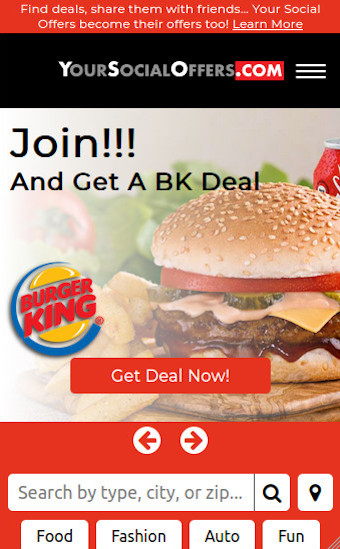 Find deals, share them with friends... Your Social
Offers become their offers too! Learn More
YourSocialOffers.com
Join!!!
And Get A BK Deal
BURGER
KING®
Get Deal Now!
Search by type, city, or zip...
Food Fashion Auto Fun